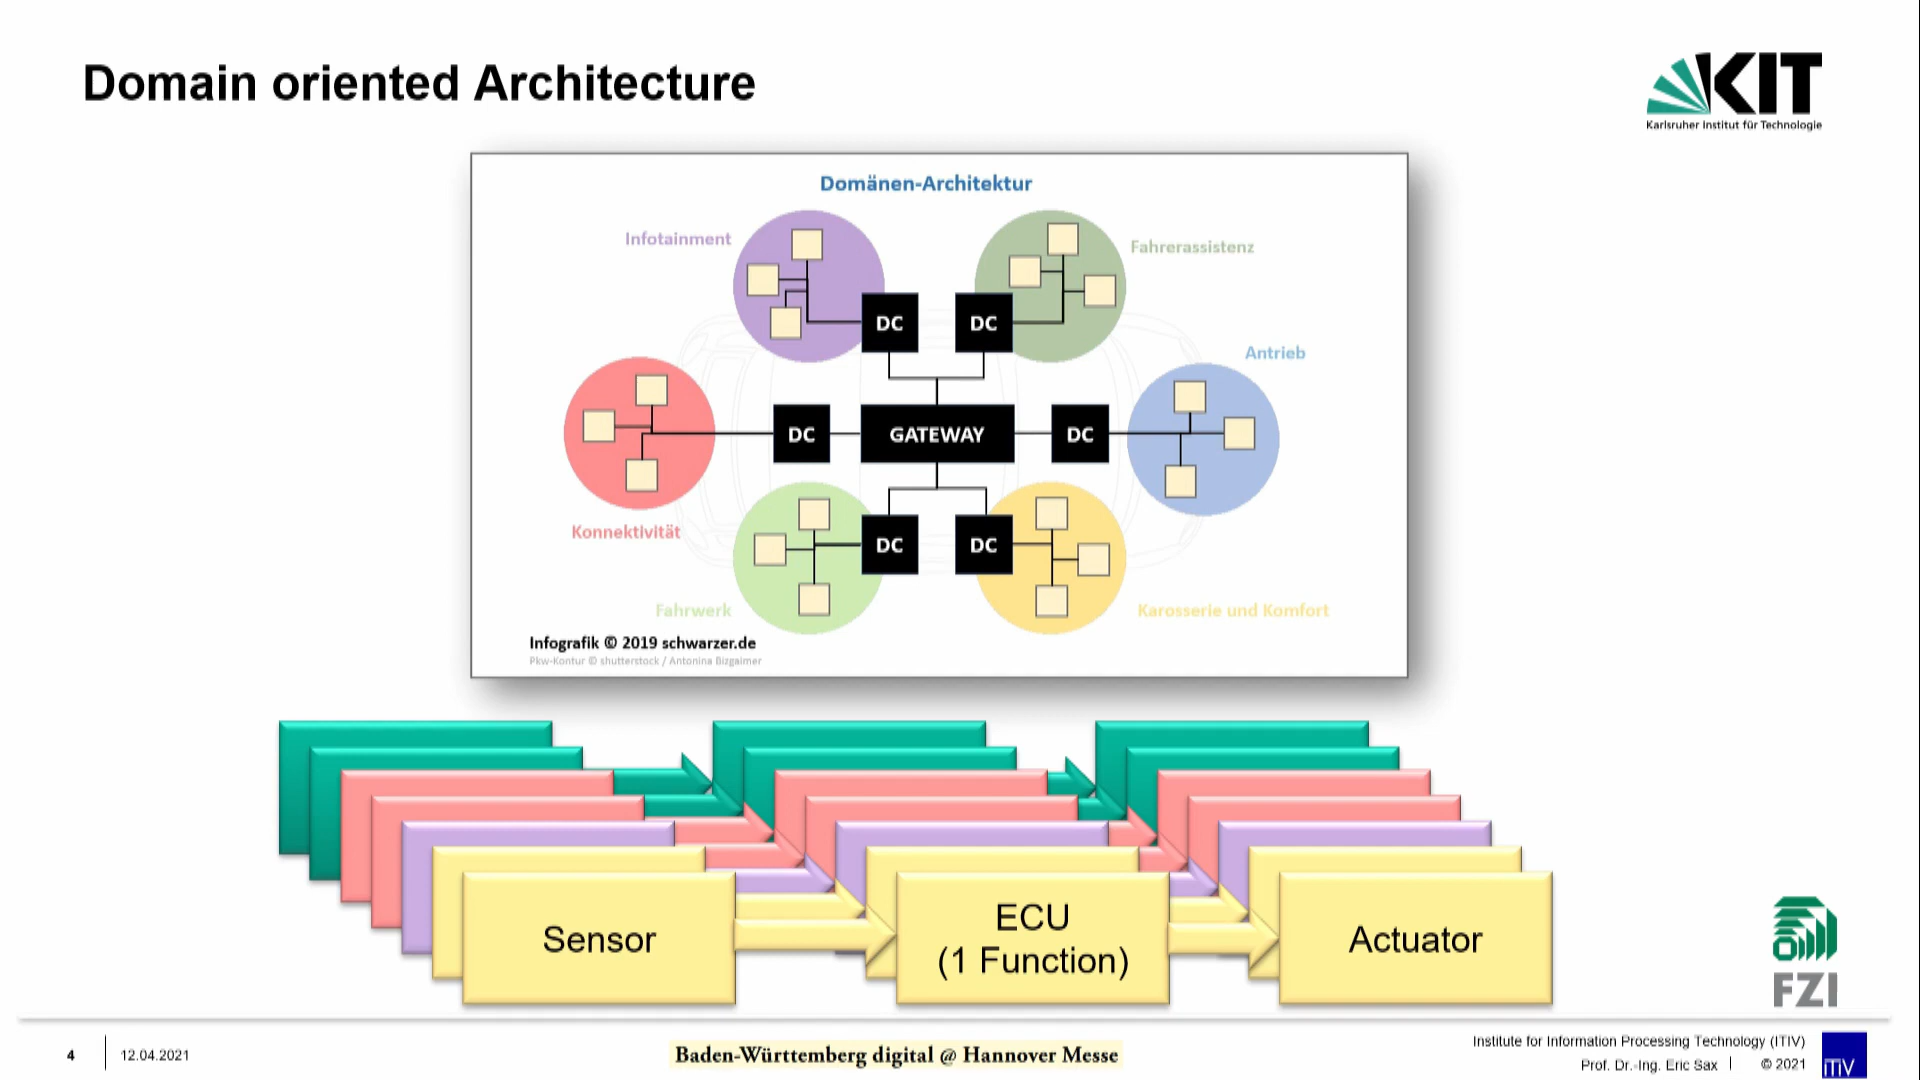 Domain oriented Architecture
KIT
Karlsruher Institut für Technologie
Domänen-Architektur
Infotainment
Fahrerassistenz
DC
DC
Antrieb
DC
GATEWAY
DC
Konnektivität
DC
DC
Fahrwerk
Karosserie und Komfort
Infografik © 2019 schwarzer.de
Pkw-Kontur © shutterstock / Antonina Bizgaimer
Sensor
ECU
(1 Function)
Actuator
FZI
4
12.04.2021
Baden-Württemberg digital @ Hannover Messe
Institute for Information Processing Technology (ITIV)
Prof. Dr.-Ing. Eric Sax
© 2021
ITIV